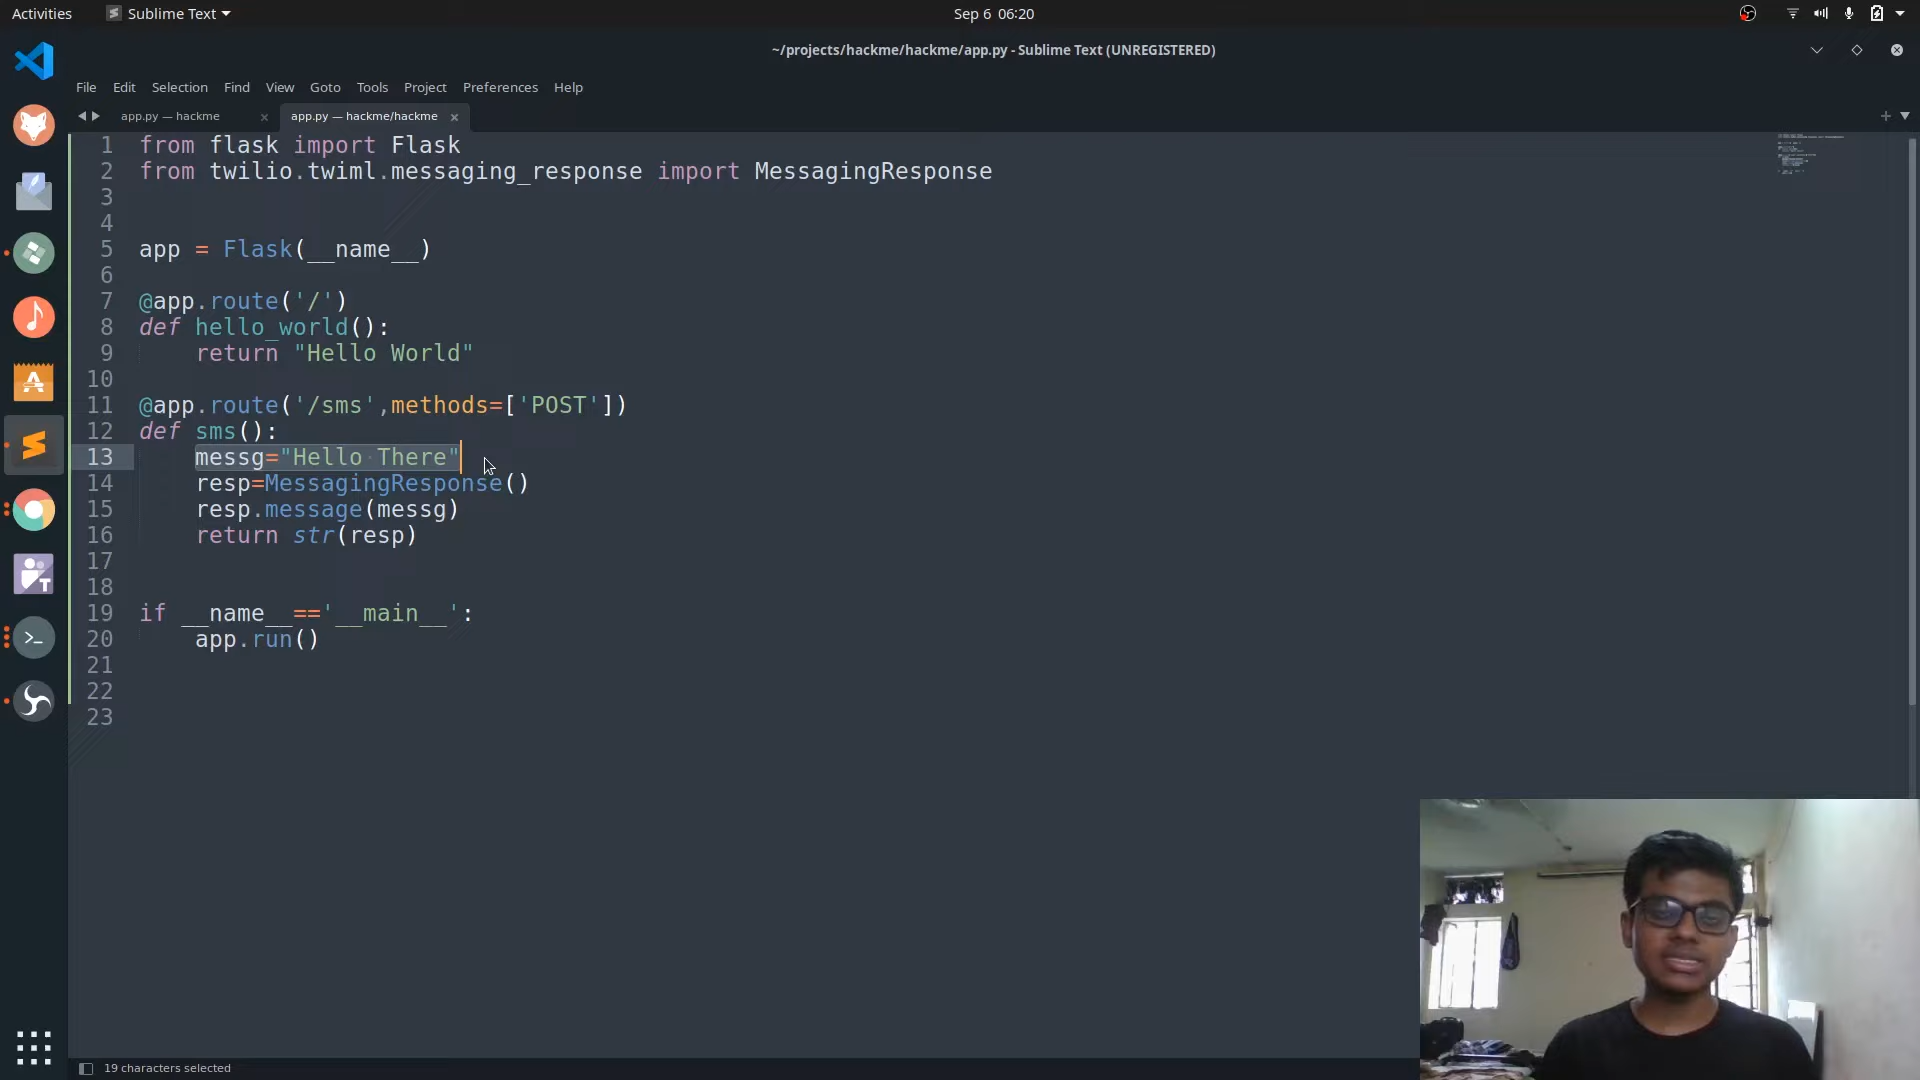 Activities Sublime Text Sep 6 06:20
~/projects/hackme/hackme/app.py - Sublime Text (UNREGISTERED)
File Edit Selection Find View Goto Tools Project Preferences Help
app.py — hackme app.py — hackme/hackme
1 from flask import Flask
2 from twilio.twiml.messaging_response import MessagingResponse
3
4
5 app = Flask(__name__)
6
7 @app.route('/')
8 def hello_world():
9 return "Hello World"
10
11 @app.route('/sms',methods=['POST'])
12 def sms():
13 messg="Hello There"
14 resp=MessagingResponse()
15 resp.message(messg)
16 return str(resp)
17
18
19 if __name__=='__main__':
20 app.run()
21
22
23
19 characters selected